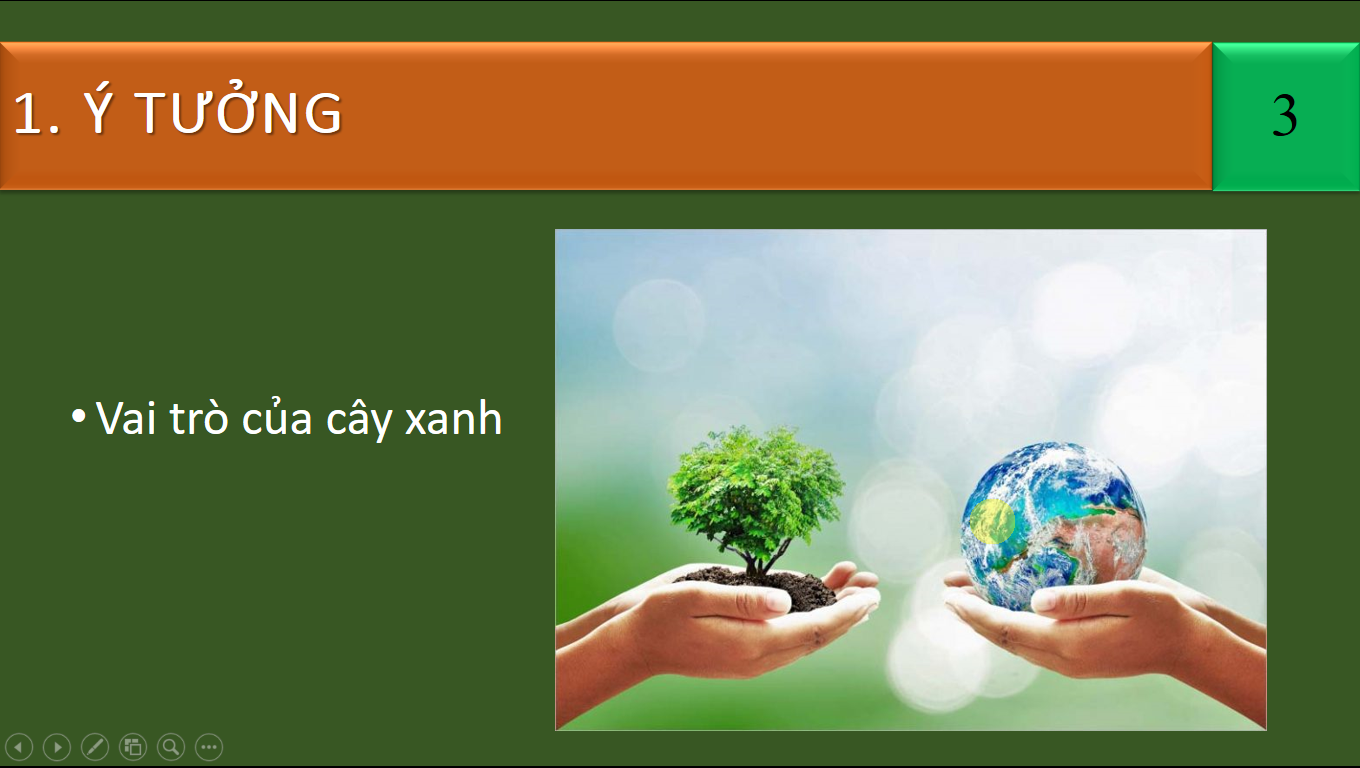 1. Ý TƯỞNG
3
• Vai trò của cây xanh